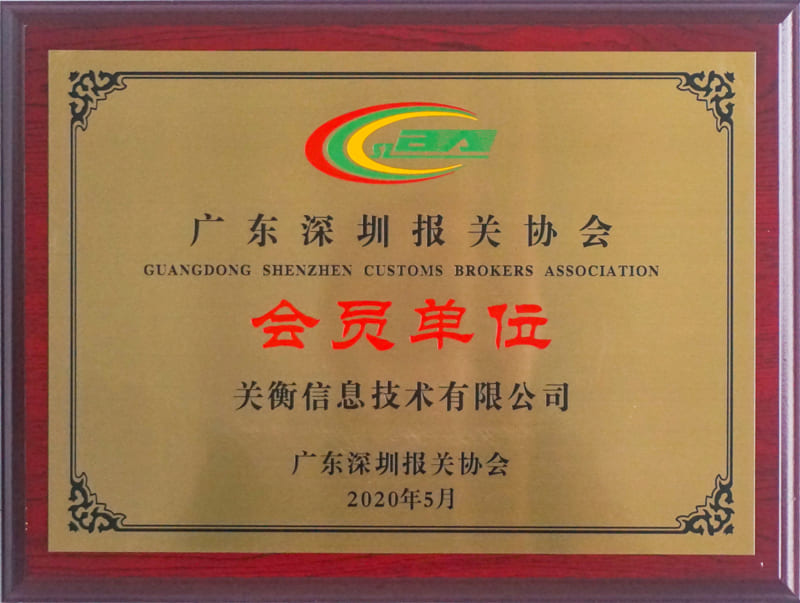 SZ
广东深圳报关协会
GUANGDONG SHENZHEN CUSTOMS BROKERS ASSOCIATION
会员单位
关衡信息技术有限公司
广东深圳报关协会
2020年5月